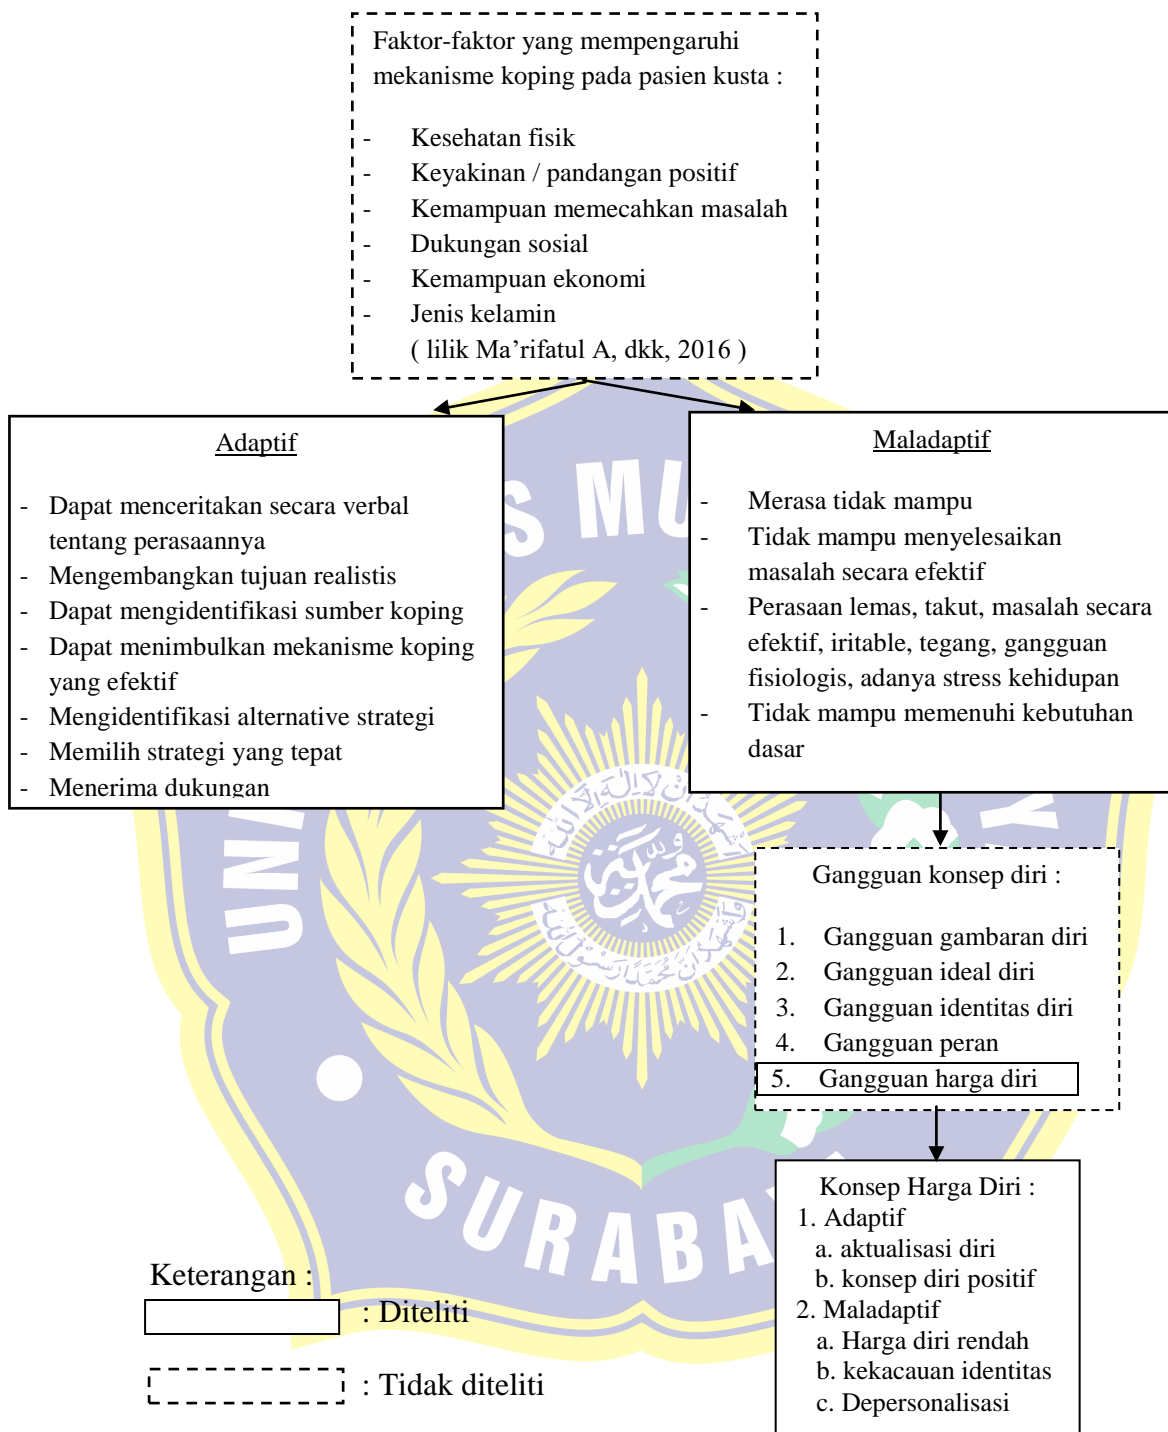 Faktor-faktor yang mempengaruhi
mekanisme koping pada pasien kusta :
- Kesehatan fisik
- Keyakinan / pandangan positif
- Kemampuan memecahkan masalah
- Dukungan sosial
- Kemampuan ekonomi
- Jenis kelamin
( lilik Ma’rifatul A, dkk, 2016 )
Adaptif
- Dapat menceritakan secara verbal
tentang perasaannya
- Mengembangkan tujuan realistis
- Dapat mengidentifikasi sumber koping
- Dapat menimbulkan mekanisme koping
yang efektif
- Mengidentifikasi alternative strategi
- Memilih strategi yang tepat
- Menerima dukungan
Maladaptif
- Merasa tidak mampu
- Tidak mampu menyelesaikan
masalah secara efektif
- Perasaan lemas, takut, masalah secara
efektif, iritable, tegang, gangguan
fisiologis, adanya stress kehidupan
- Tidak mampu memenuhi kebutuhan
dasar
Gangguan konsep diri :
1. Gangguan gambaran diri
2. Gangguan ideal diri
3. Gangguan identitas diri
4. Gangguan peran
5. Gangguan harga diri
Konsep Harga Diri :
1. Adaptif
a. aktualisasi diri
b. konsep diri positif
2. Maladaptif
a. Harga diri rendah
b. kekacauan identitas
c. Depersonalisasi
Keterangan :
: Diteliti
: Tidak diteliti